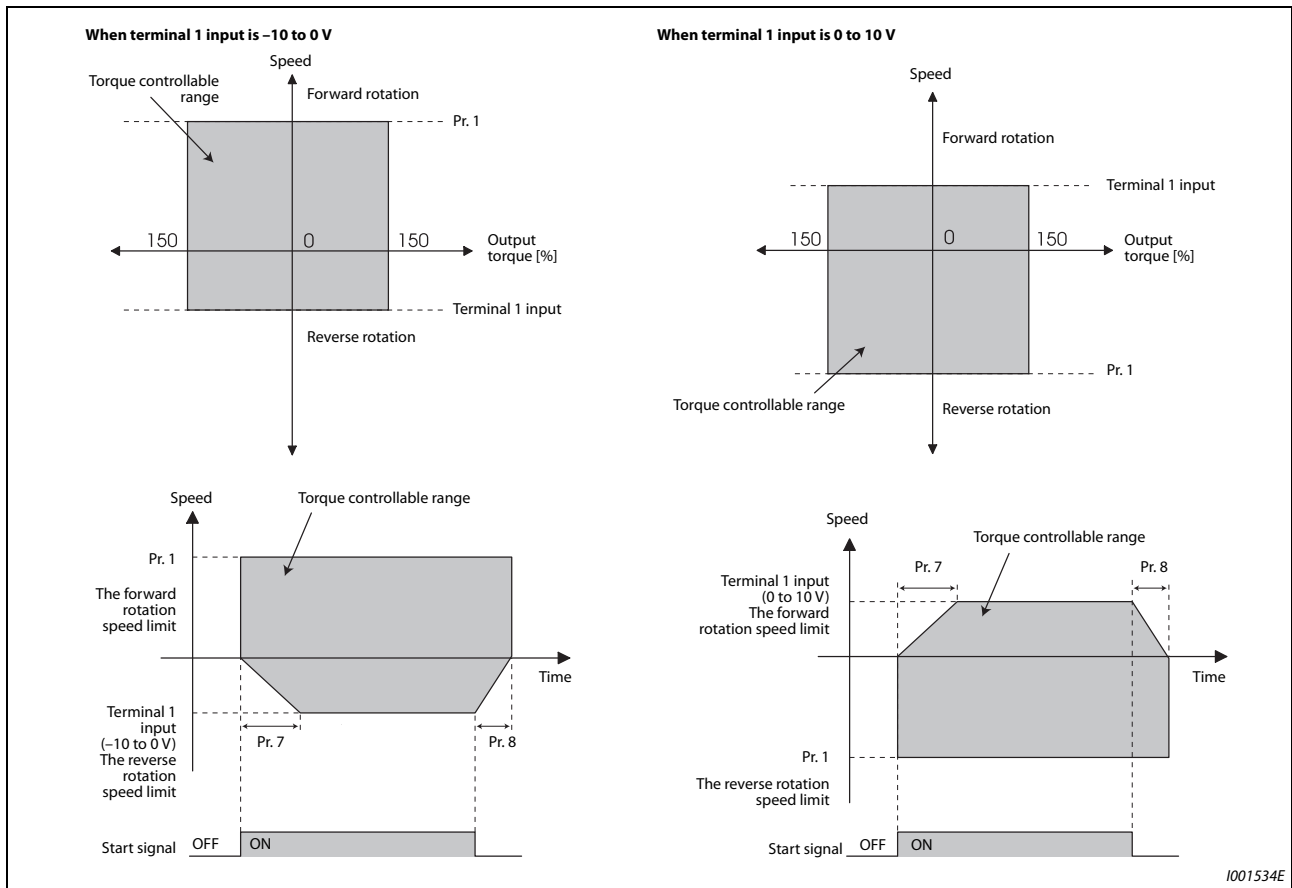 When terminal 1 input is –10 to 0 V
Speed
Torque controllable
range
Forward rotation
Pr. 1
150
0
150
Output
torque [%]
Terminal 1 input
Reverse rotation
When terminal 1 input is 0 to 10 V
Speed
Forward rotation
Terminal 1 input
150
0
150
Output
torque [%]
Pr. 1
Torque controllable range
Reverse rotation
Speed
Torque controllable range
Pr. 1
The forward
rotation
speed limit
Time
Terminal 1
input
(–10 to 0 V)
The reverse
rotation
speed limit
Pr. 7
Pr. 8
Start signal
OFF
ON
Speed
Torque controllable range
Pr. 7
Pr. 8
Terminal 1 input
(0 to 10 V)
The forward
rotation speed limit
Time
Pr. 1
The reverse rotation
speed limit
Start signal
OFF
ON
I001534E